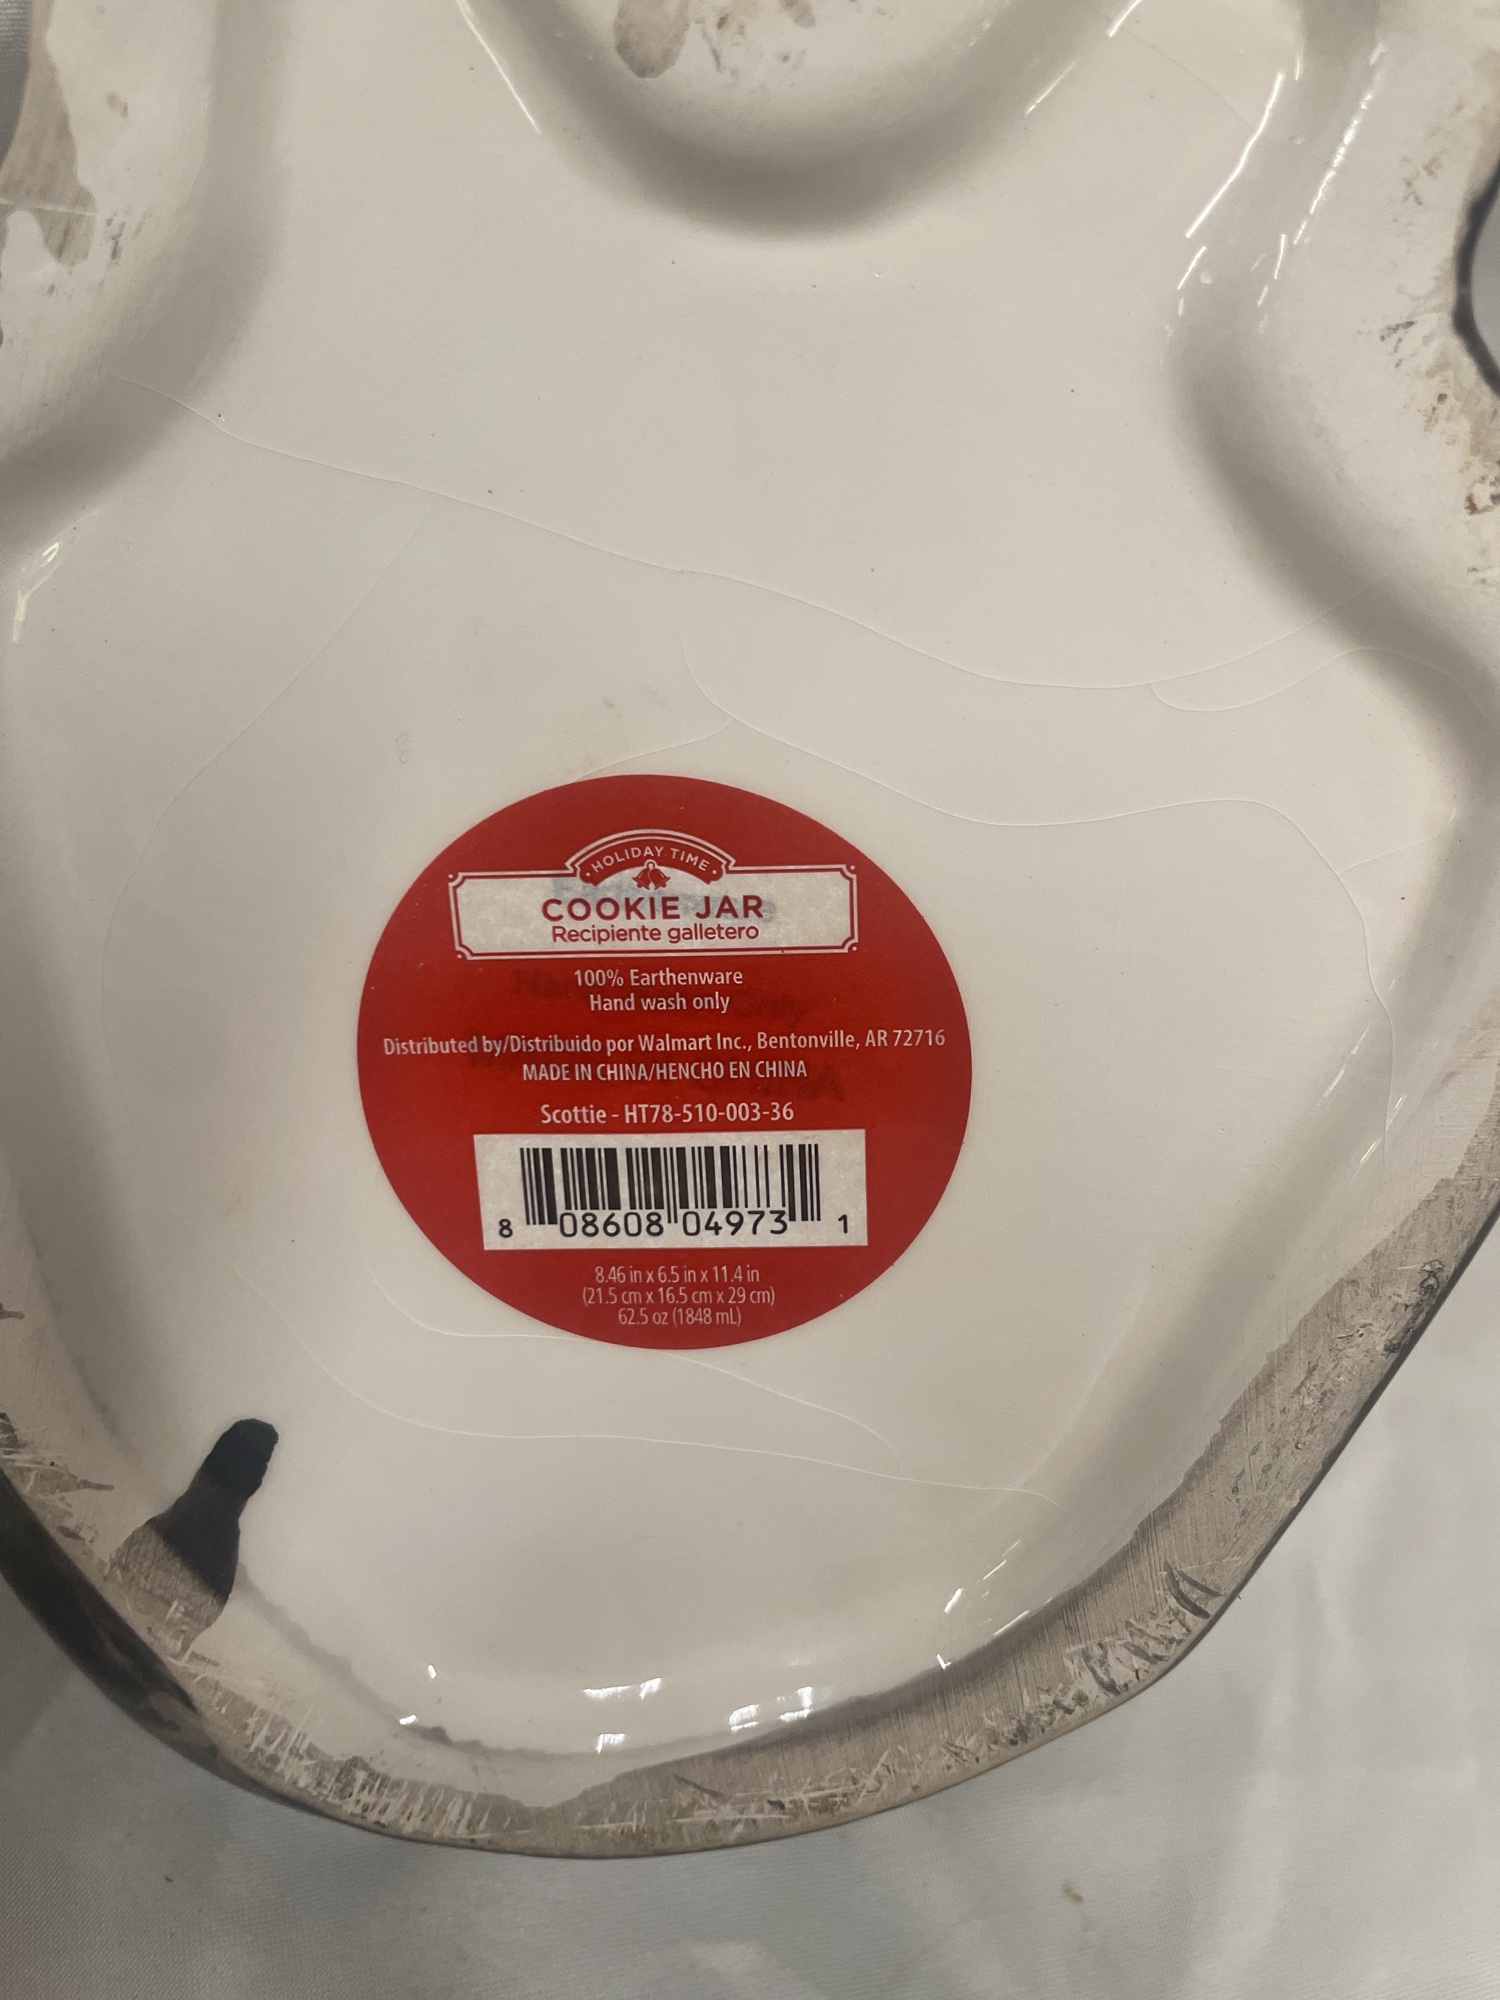 HOLIDAY TIME
COOKIE JAR
Recipiente galletero
100% Earthenware
Hand wash only
Distributed by/Distribuido por Walmart Inc., Bentonville, AR 72716
MADE IN CHINA/HENCHO EN CHINA
Scottie - HT78-510-003-36
8 08608 04973 1
8.46 in x 6.5 in x 11.4 in
(21.5 cm x 16.5 cm x 29 cm)
62.5 oz (1848 mL)